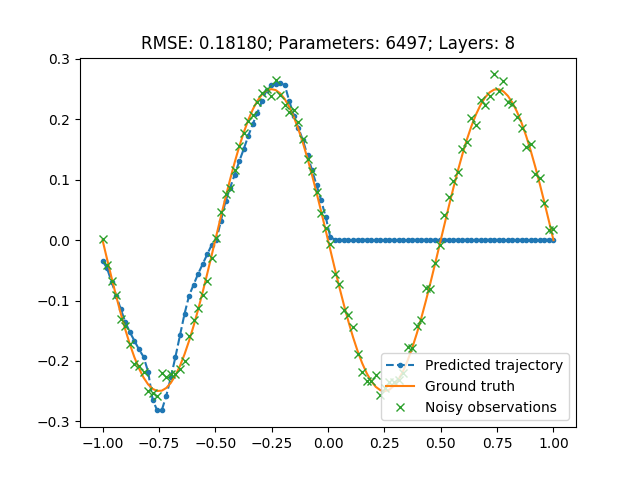 RMSE: 0.18180; Parameters: 6497; Layers: 8
0.3
0.2
0.1
0.0
−0.1
−0.2
−0.3
Predicted trajectory
Ground truth
Noisy observations
−1.00 −0.75 −0.50 −0.25 0.00 0.25 0.50 0.75 1.00